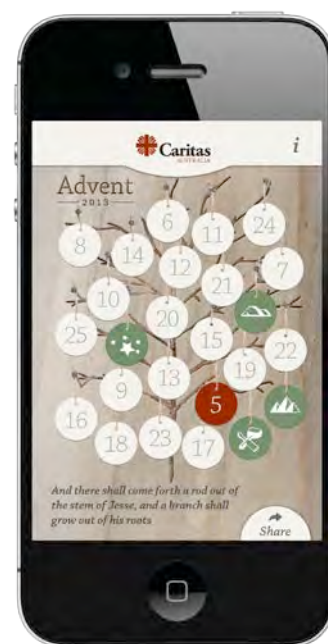 Caritas
AUSTRALIA
i
Advent
2013
6
24
8
11
14
12
7
10
21
20
25
15
22
13
19
9
5
16
23
18
17
And there shall come forth a rod out of
the stem of Jesse, and a branch shall
grow out of his roots
Share